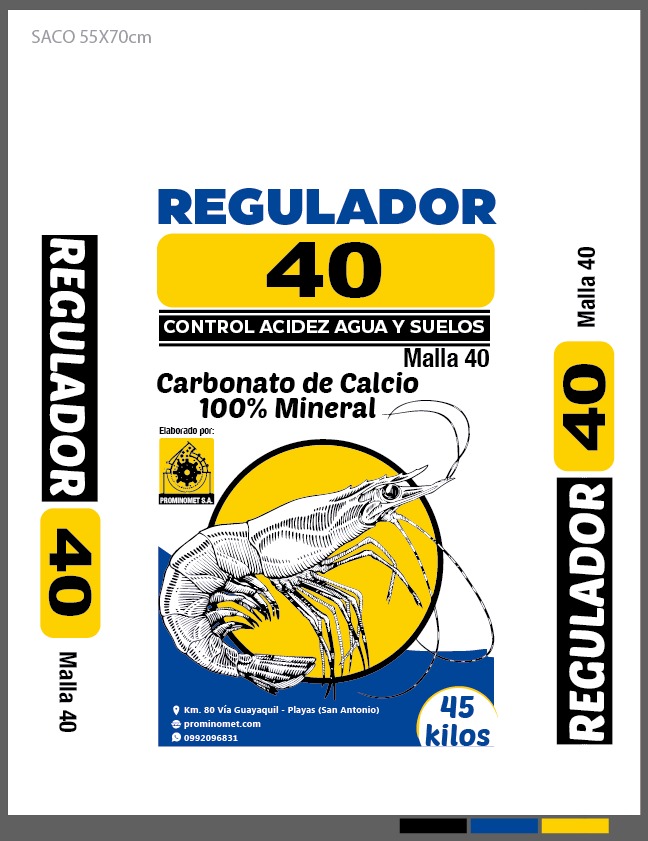 SACO 55X70cm
REGULADOR
40
CONTROL ACIDEZ AGUA Y SUELOS
Malla 40
Carbonato de Calcio
100% Mineral
Elaborado por:
PROMINOMET S.A.
Km. 80 Vía Guayaquil - Playas (San Antonio)
prominomet.com
0992096831
45
kilos
REGULADOR
40
Malla 40
REGULADOR
40
Malla 40